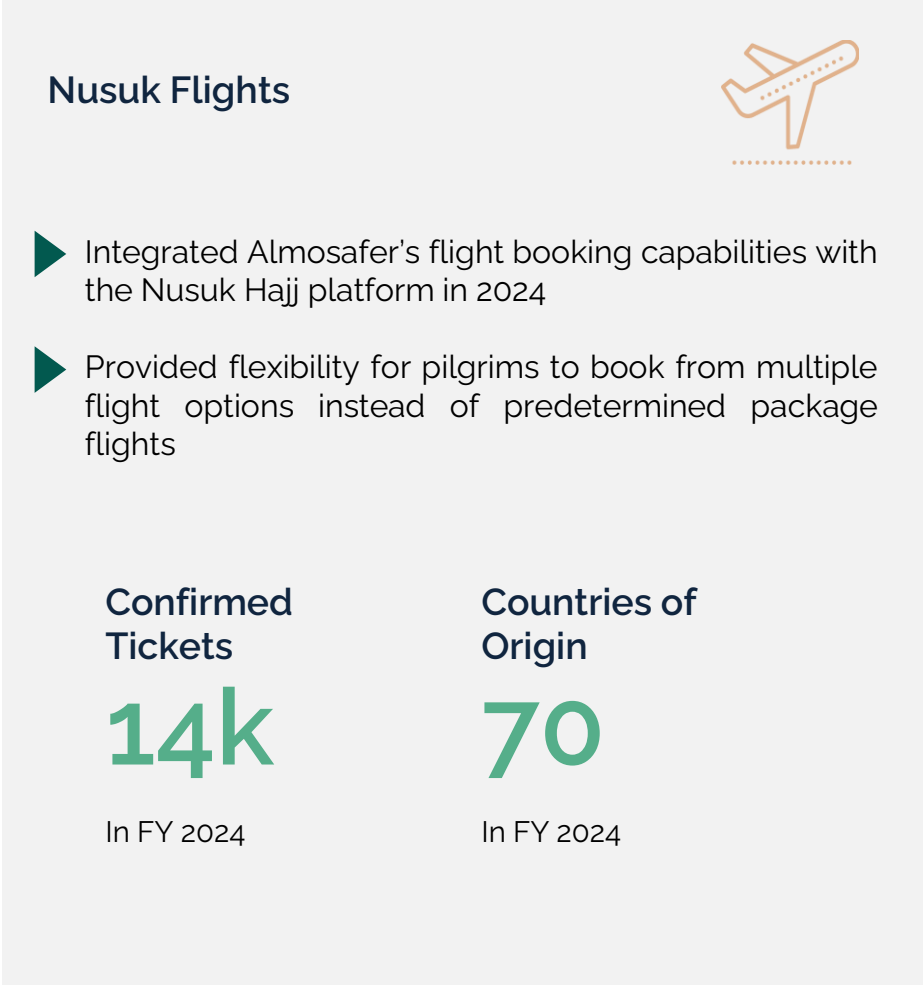 Nusuk Flights
Integrated Almosafer’s flight booking capabilities with
the Nusuk Hajj platform in 2024
Provided flexibility for pilgrims to book from multiple
flight options instead of predetermined package
flights
Confirmed
Tickets
14k
In FY 2024
Countries of
Origin
70
In FY 2024